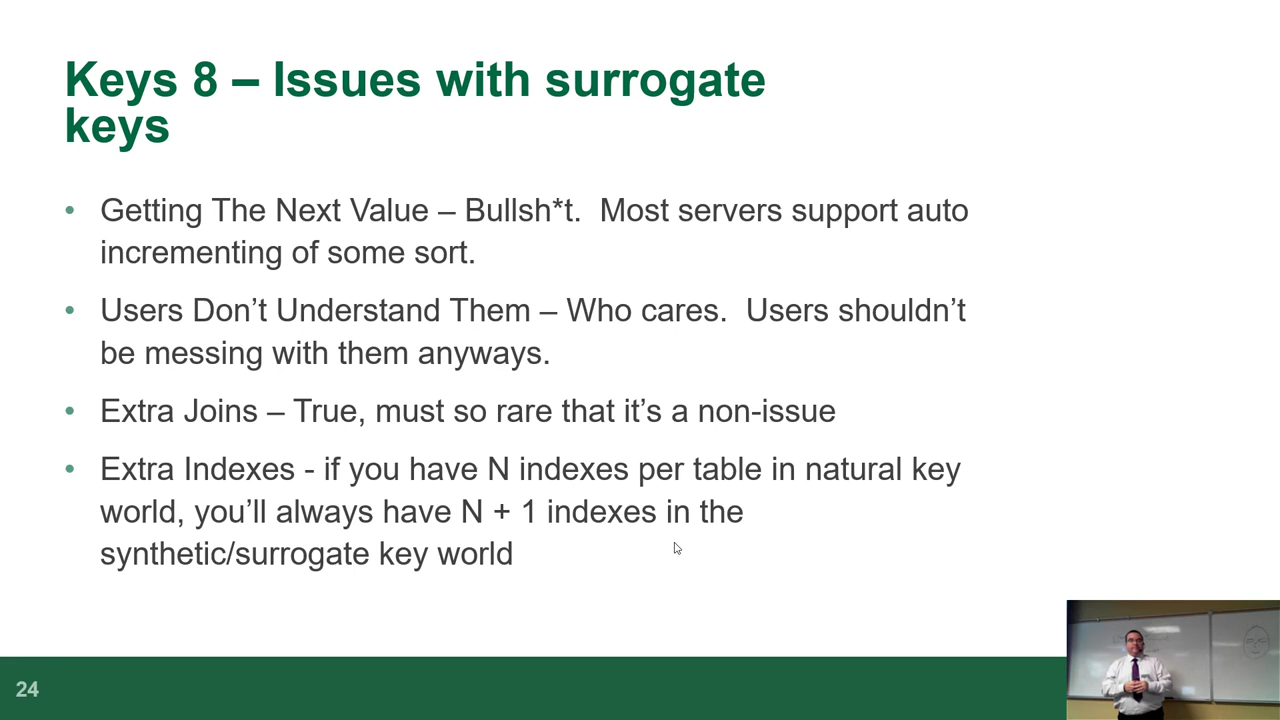 Keys 8 – Issues with surrogate
keys
• Getting The Next Value – Bullsh*t.  Most servers support auto
incrementing of some sort.
• Users Don’t Understand Them – Who cares.  Users shouldn’t
be messing with them anyways.
• Extra Joins – True, must so rare that it’s a non-issue
• Extra Indexes - if you have N indexes per table in natural key
world, you’ll always have N + 1 indexes in the
synthetic/surrogate key world
24